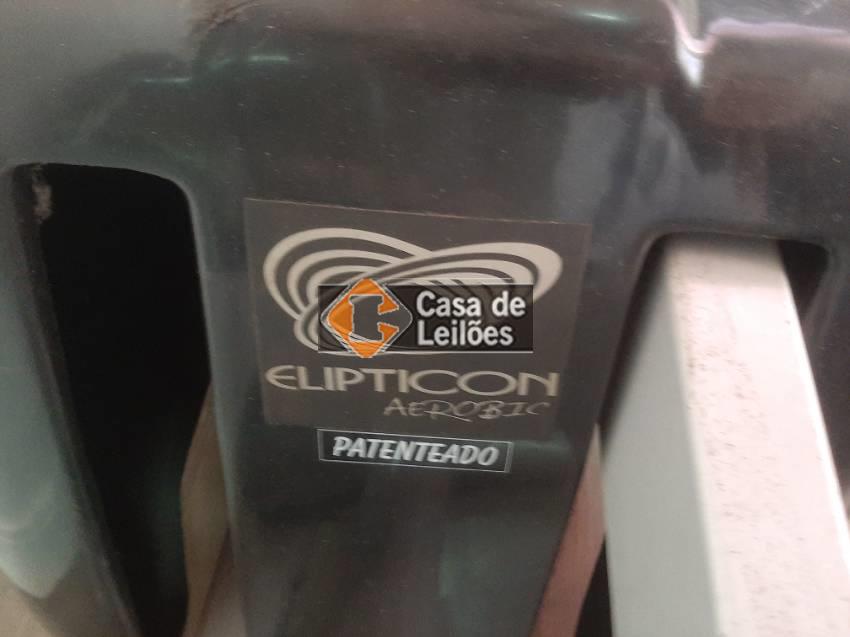 Casa de
Leilões
ELIPTICON
AEROBIC
PATENTEADO